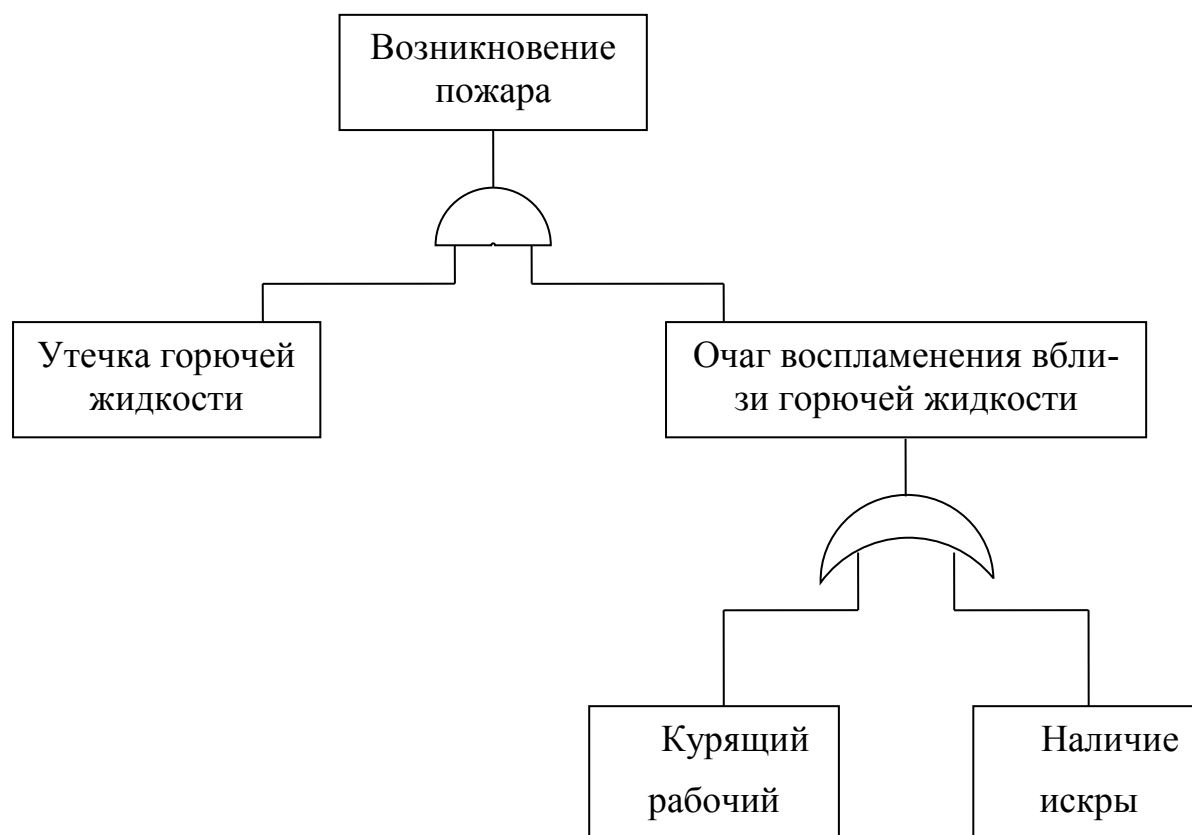 Возникновение
пожара
Утечка горючей
жидкости
Очаг воспламенения вбли-
зи горючей жидкости
Курящий
рабочий
Наличие
искры